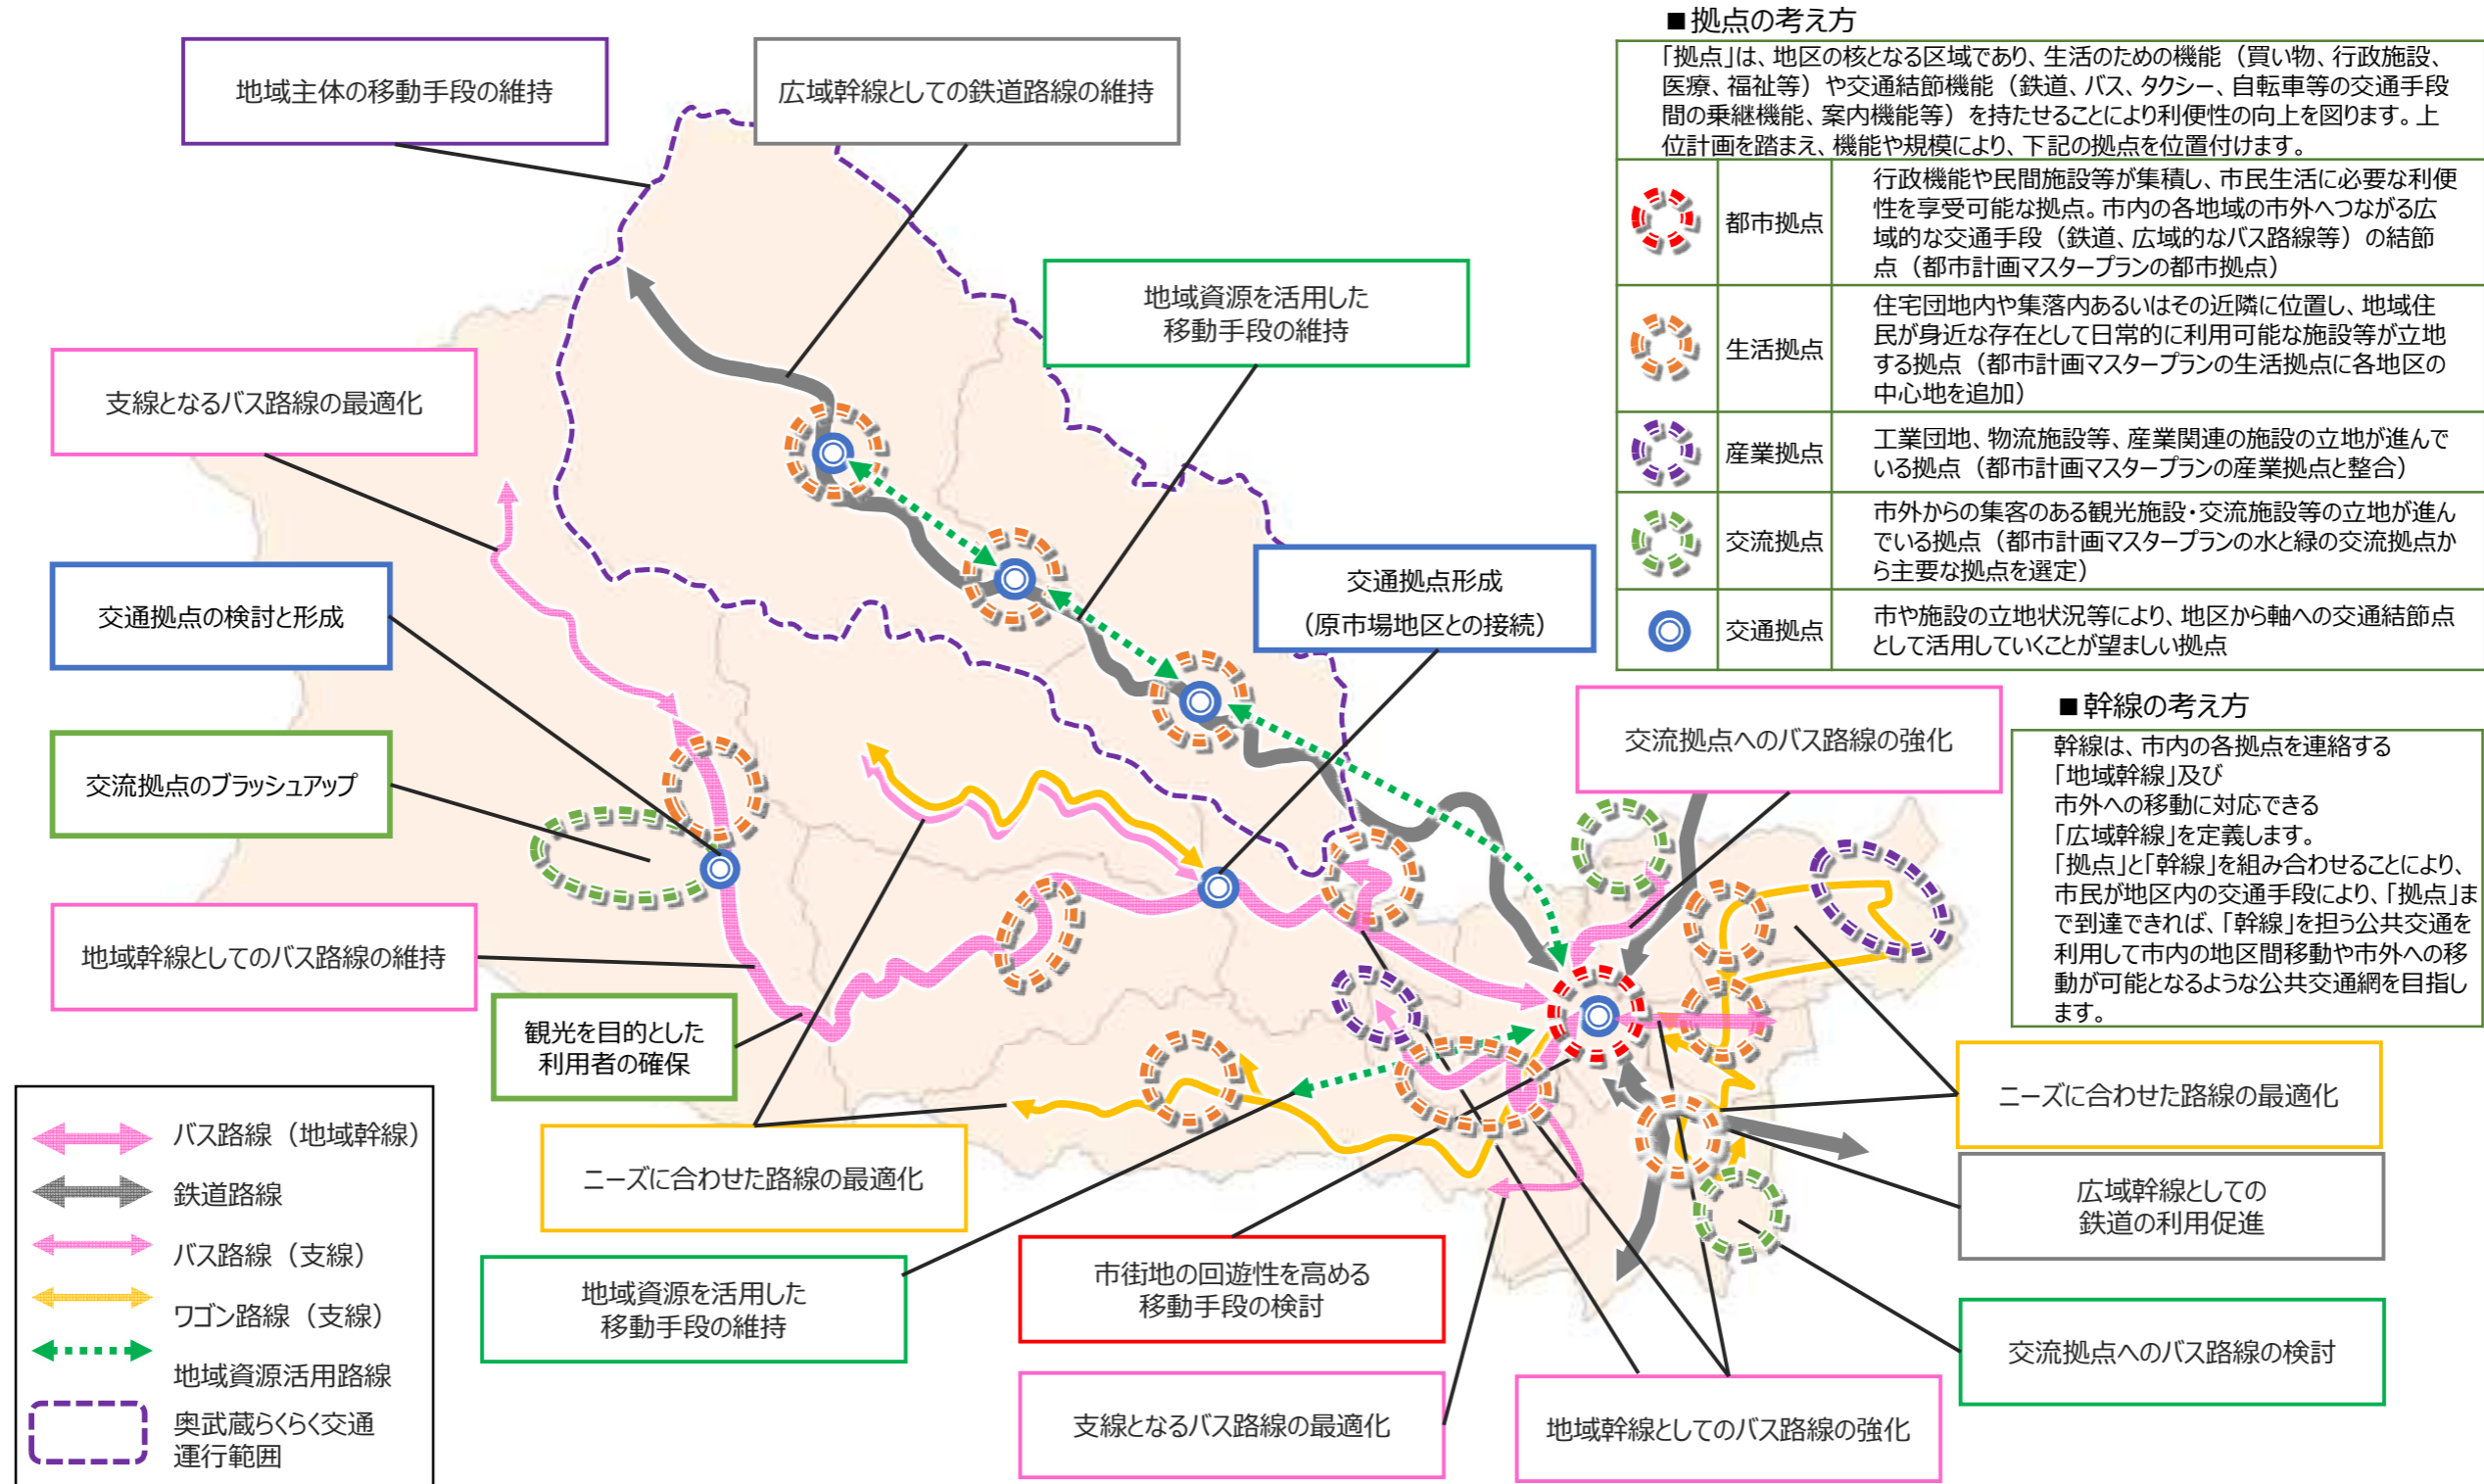 ■拠点の考え方
「拠点」は、地区の核となる区域であり、生活のための機能（買い物、行政施設、
医療、福祉等）や交通結節機能（鉄道、バス、タクシー、自転車等の交通手段
間の乗継機能、案内機能等）を持たせることにより利便性の向上を図ります。上
位計画を踏まえ、機能や規模により、下記の拠点を位置付けます。
都市拠点
行政機能や民間施設等が集積し、市民生活に必要な利便
性を享受可能な拠点。市内の各地域の市外へつながる広
域的な交通手段（鉄道、広域的なバス路線等）の結節
点（都市計画マスタープランの都市拠点）
生活拠点
住宅団地内や集落内あるいはその近隣に位置し、地域住
民が身近な存在として日常的に利用可能な施設等が立地
する拠点（都市計画マスタープランの生活拠点に各地区の
中心地を追加）
産業拠点
工業団地、物流施設等、産業関連の施設の立地が進んで
いる拠点（都市計画マスタープランの産業拠点と整合）
交流拠点
市外からの集客のある観光施設・交流施設等の立地が進ん
でいる拠点（都市計画マスタープランの水と緑の交流拠点か
ら主要な拠点を選定）
交通拠点
市や施設の立地状況等により、地区から軸への交通結節点
として活用していくことが望ましい拠点
■幹線の考え方
幹線は、市内の各拠点を連絡する
「地域幹線」及び
市外への移動に対応できる
「広域幹線」を定義します。
「拠点」と「幹線」を組み合わせることにより、
市民が地区内の交通手段により、「拠点」ま
で到達できれば、「幹線」を担う公共交通を
利用して市内の地区間移動や市外への移
動が可能となるような公共交通網を目指し
ます。
地域主体の移動手段の維持
広域幹線としての鉄道路線の維持
地域資源を活用した
移動手段の維持
支線となるバス路線の最適化
交通拠点の検討と形成
交通拠点形成
（原市場地区との接続）
交流拠点のブラッシュアップ
交流拠点へのバス路線の強化
地域幹線としてのバス路線の維持
観光を目的とした
利用者の確保
ニーズに合わせた路線の最適化
ニーズに合わせた路線の最適化
広域幹線としての
鉄道の利用促進
地域資源を活用した
移動手段の維持
市街地の回遊性を高める
移動手段の検討
交流拠点へのバス路線の検討
支線となるバス路線の最適化
地域幹線としてのバス路線の強化
バス路線（地域幹線）
鉄道路線
バス路線（支線）
ワゴン路線（支線）
地域資源活用路線
奥武蔵らくらく交通
運行範囲